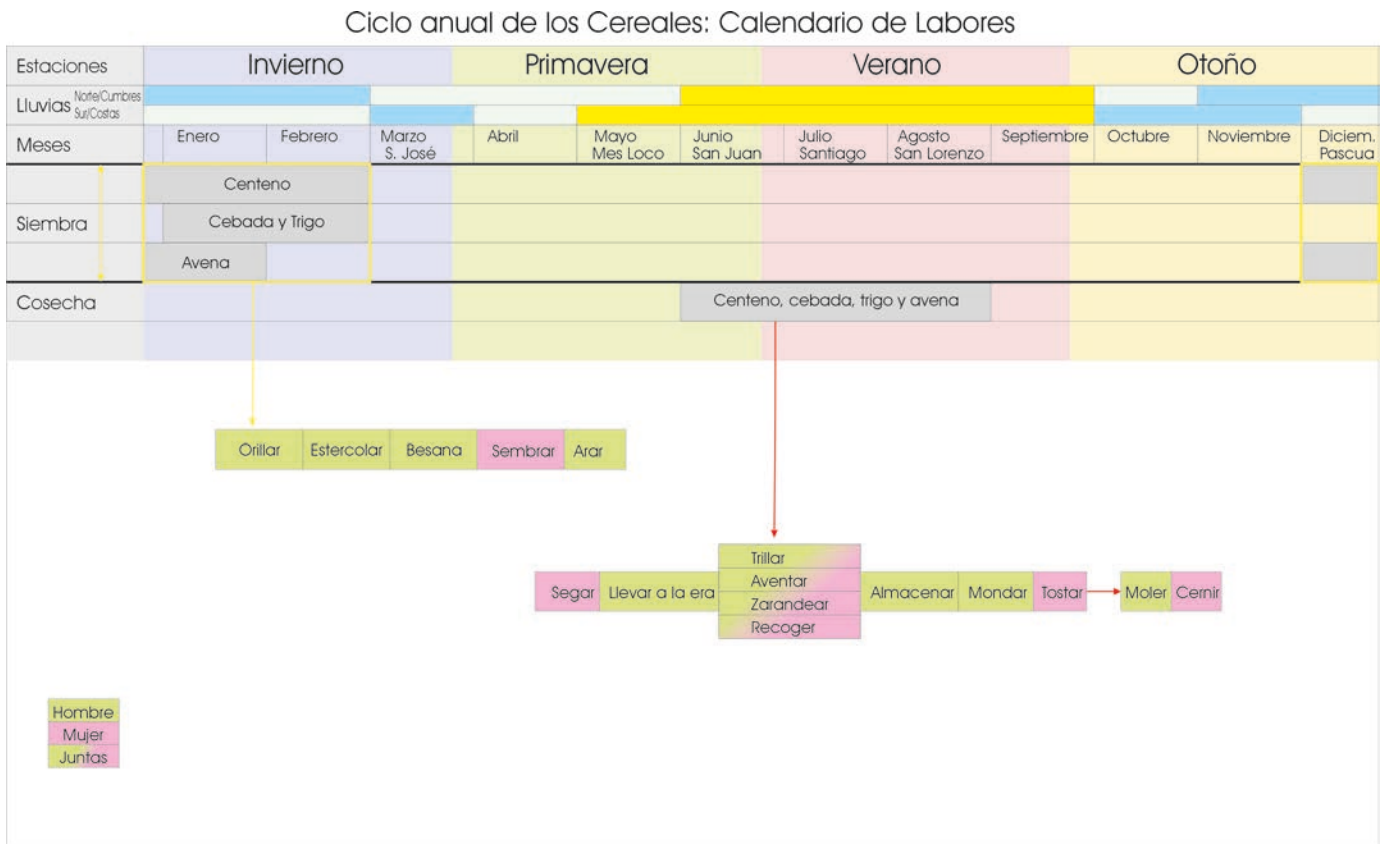 Ciclo anual de los Cereales: Calendario de Labores
Estaciones Invierno Primavera Verano Otoño
Lluvias Norte/Cumbres
Sur/Costas
Meses Enero Febrero Marzo Abril Mayo Junio Julio Agosto Septiembre Octubre Noviembre Diciem.
S. José Mes Loco San Juan Santiago San Lorenzo Pascua
Centeno
Siembra Cebada y Trigo
Avena
Cosecha Centeno, cebada, trigo y avena
Orillar Estercolar Besana Sembrar Arar
Trillar
Segar Llevar a la era Aventar Almacenar Mondar Tostar Moler Cernir
Zarandear
Recoger
Hombre
Mujer
Juntas